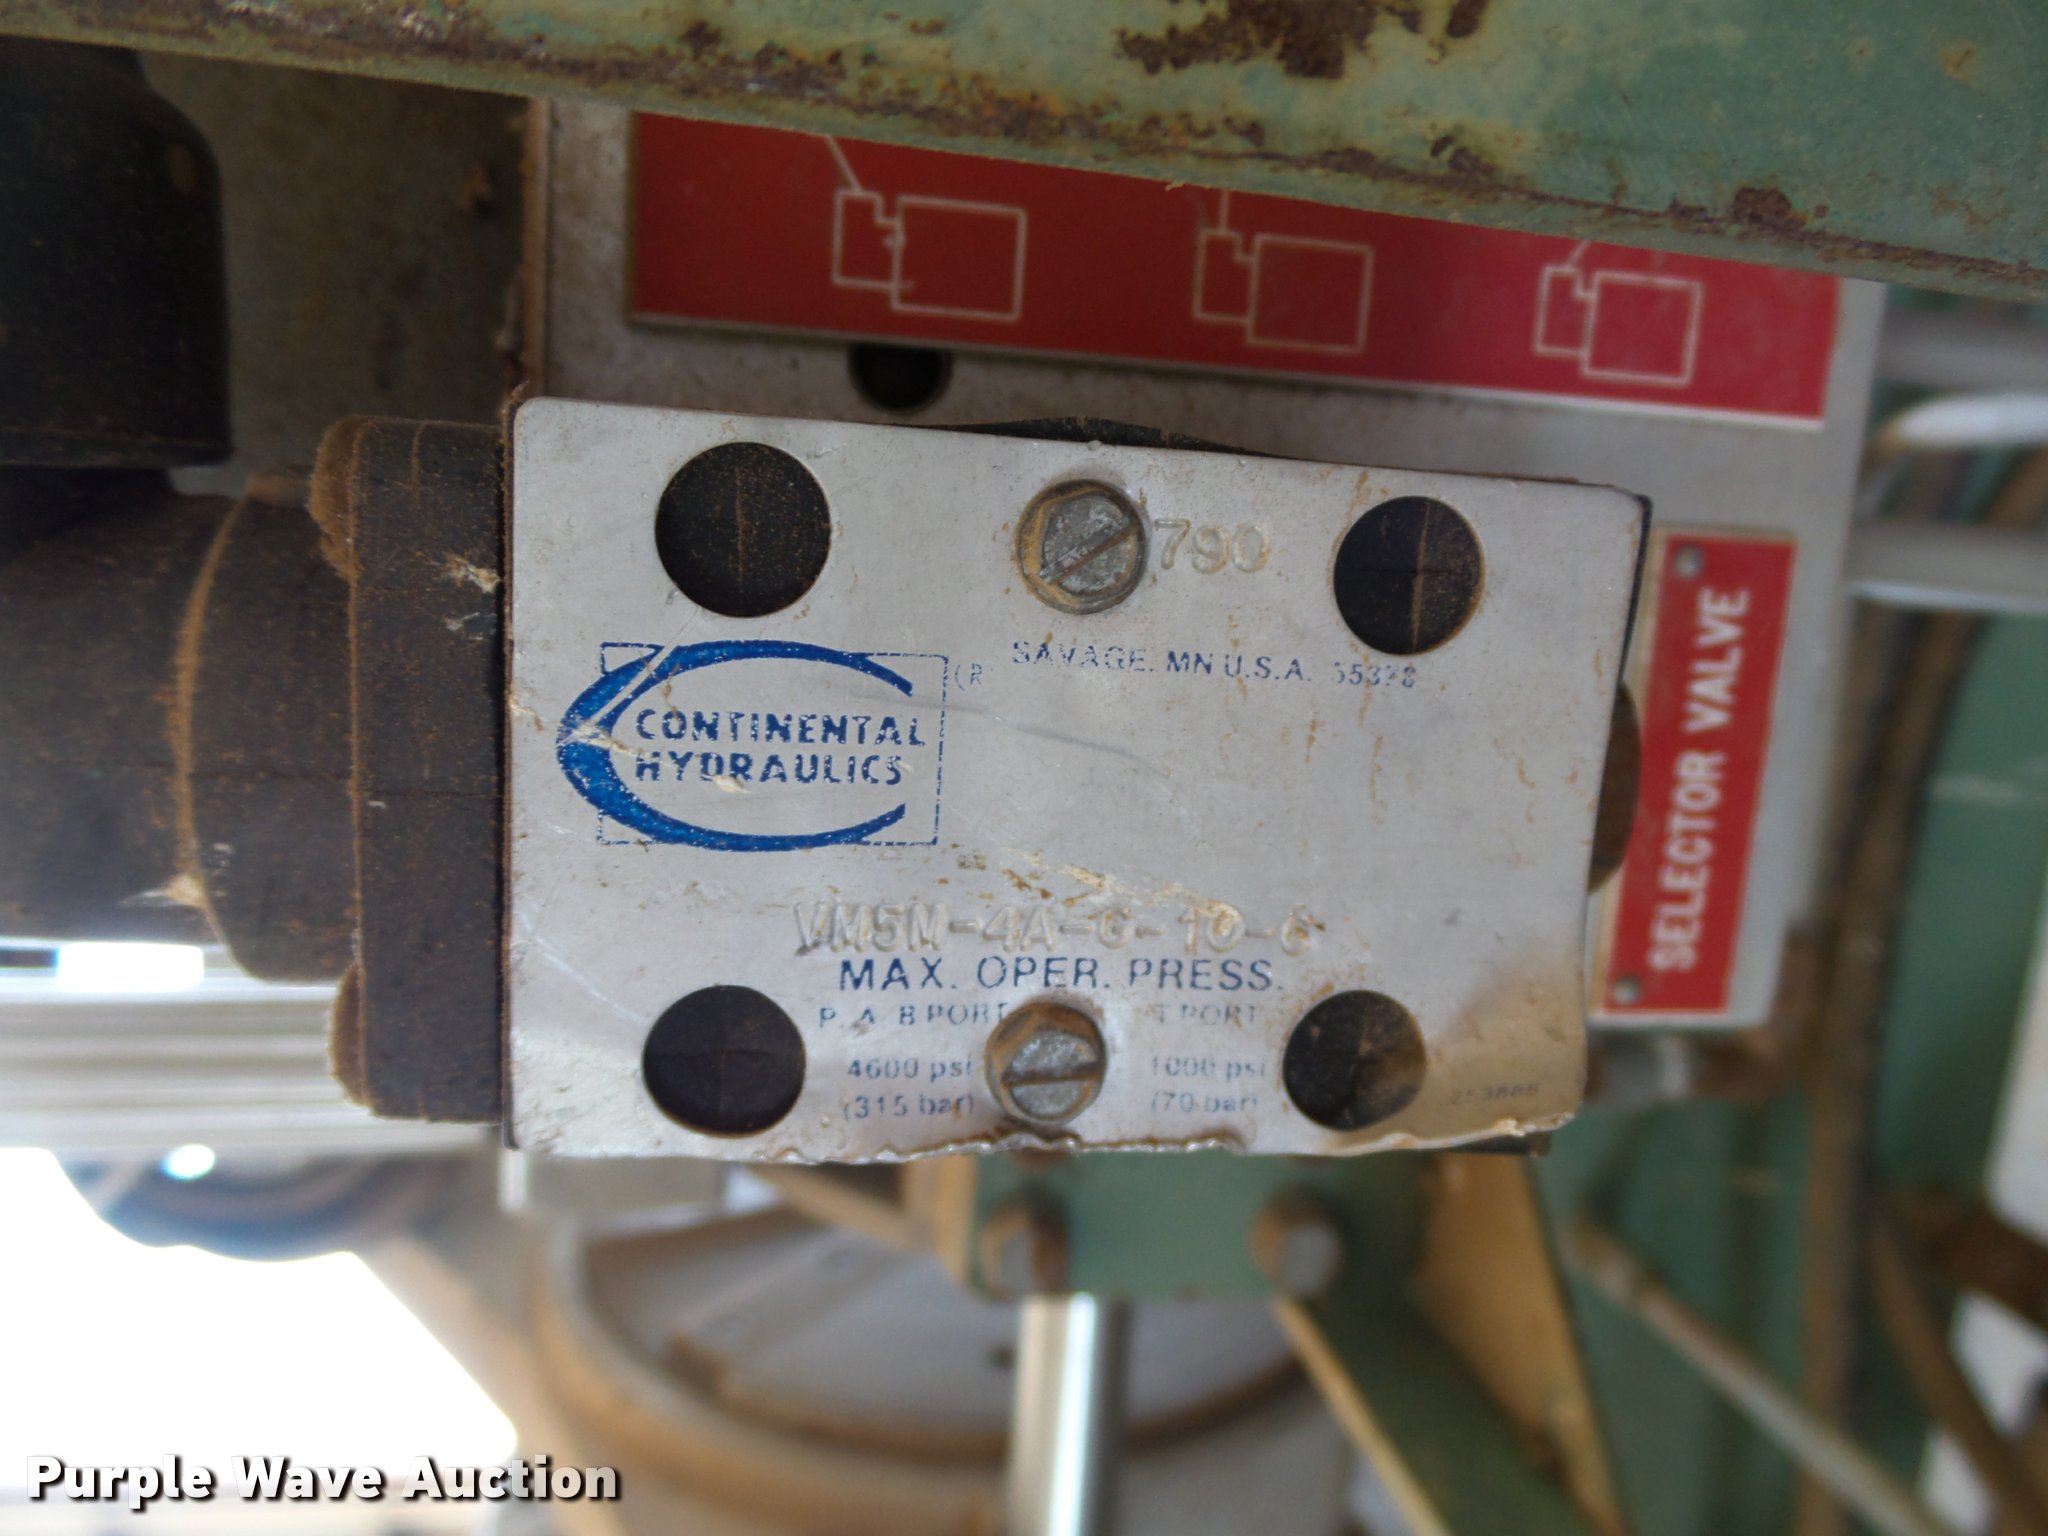 790
SAVAGE, MN U.S.A. 55378
(R)
CONTINENTAL
HYDRAULICS
VM5M-4A-G-10-
MAX. OPER. PRESS.
P. A. B PORT T PORT
4600 psi 1000 psi
(315 bar) (70 bar)
SELECTOR VALVE
Purple Wave Auction